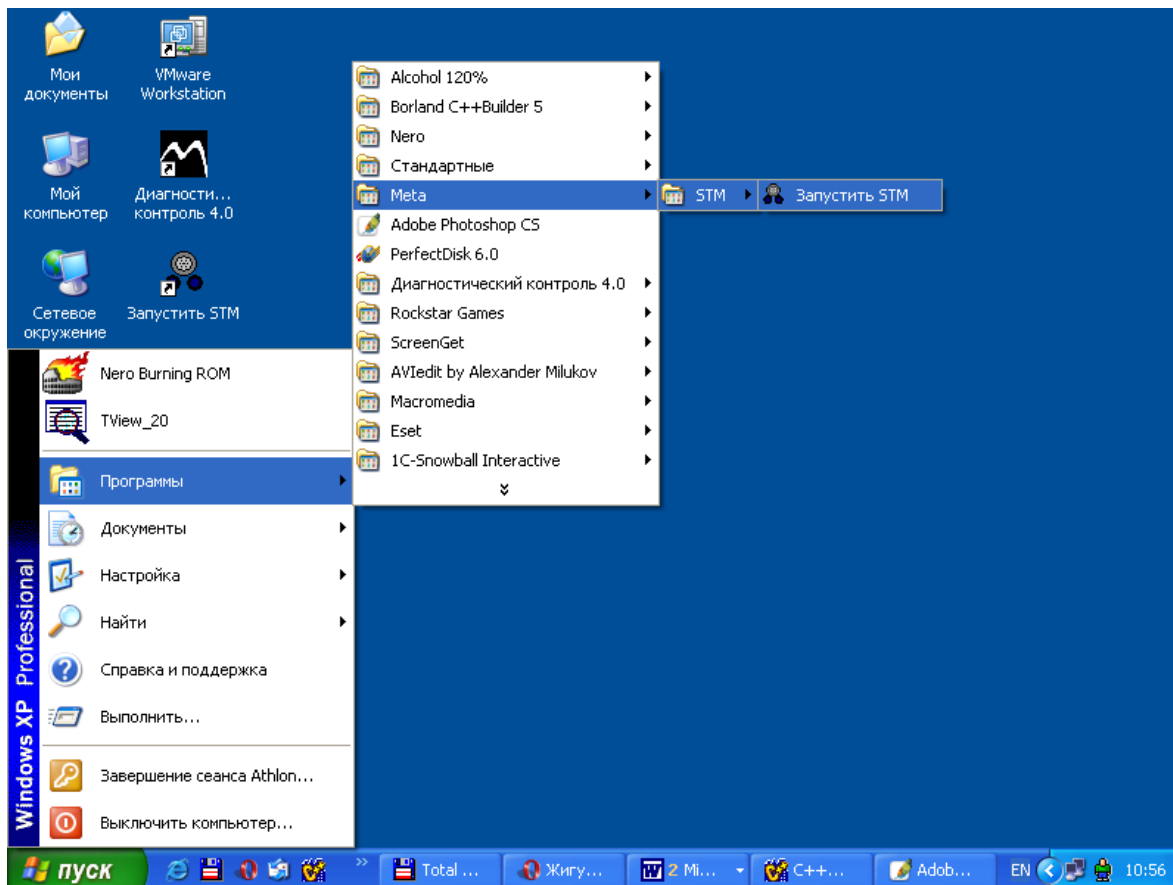 Мои
документы
VMware
Workstation
Мой
компьютер
Диагности...
контроль 4.0
Сетевое
окружение
Запустить STM
Alcohol 120%
Borland C++Builder 5
Nero
Стандартные
Meta
STM
Запустить STM
Adobe Photoshop CS
PerfectDisk 6.0
Диагностический контроль 4.0
Rockstar Games
ScreenGet
AVIedit by Alexander Milukov
Macromedia
Eset
1C-Snowball Interactive
Nero Burning ROM
TView_20
Программы
Документы
Настройка
Найти
Справка и поддержка
Выполнить...
Завершение сеанса Athlon...
Выключить компьютер...
Windows XP Professional
пуск
Total ...
Жигу...
2 Mi...
C++...
Adob...
EN
10:56